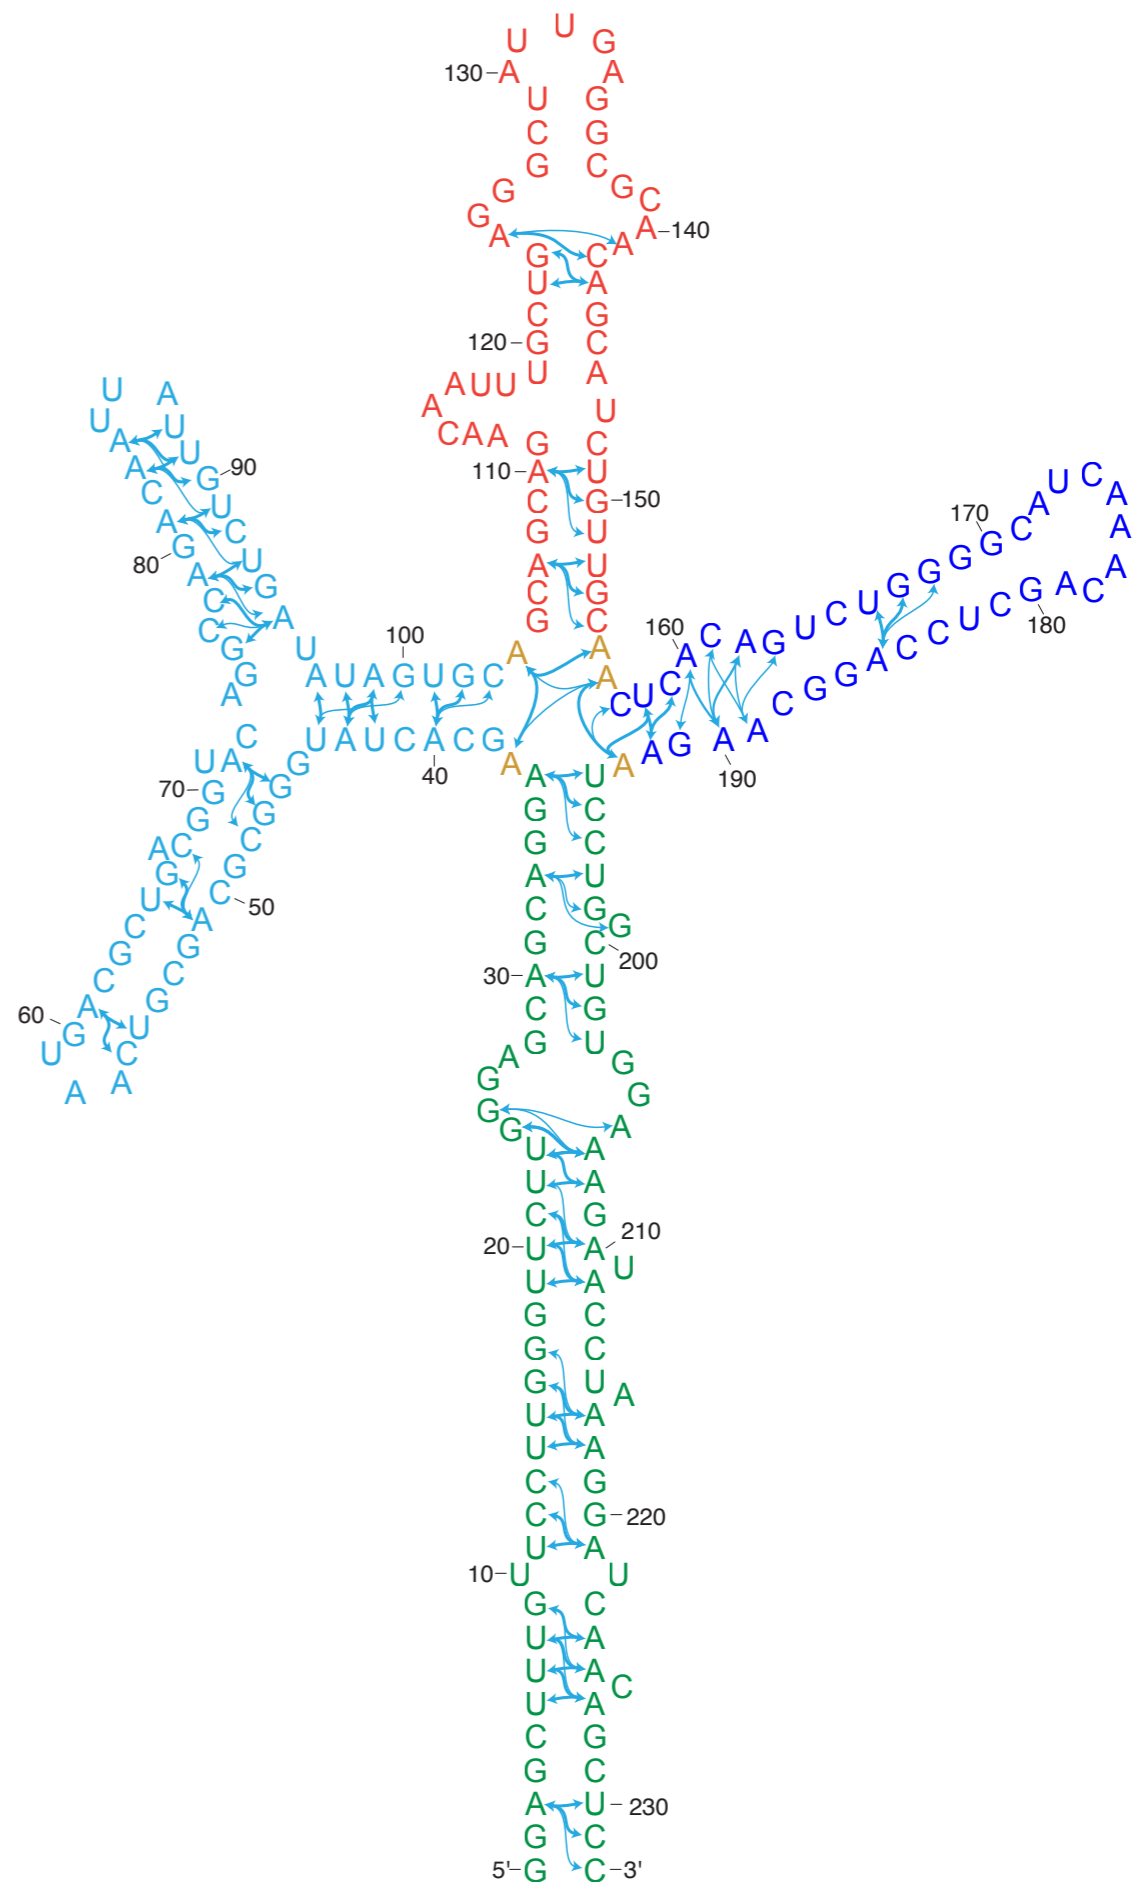 U
U G
130 A A
U G
C G
G C
G G C
G A 140
A A
G C
U A
C G
120 G C
U A
A U U
A U
C A A G C
110 A U
C G 150
G U
A U
C G
G C
U A
U U
A U
A G 90
C U
A C
80 G U
A G
C A
C U
G
G
A
A U A G U G C
100
U A U C A C G
40
A A
A A
C U C A C A G U C U G G G G C A U C A A A C A G C U C C A G G C A A G A
160
170
180
190
C
U A G
70 G G
G G
A C C
G G
U C 50
C A
G G
C C
A G
60 G U
U C
A A
A U
G C
G C
A U
C G
G
G C
200
30 A U
C G
G U
A G
G G
G A
G A
U A
U G
C A 210
20 U U
U A
G C
G C
G U
U A
U A
C A
C G
U G 220
10 U A
G U
U C
U A
U A
C C
G A
A G
G C
5' G U 230
C
C 3'